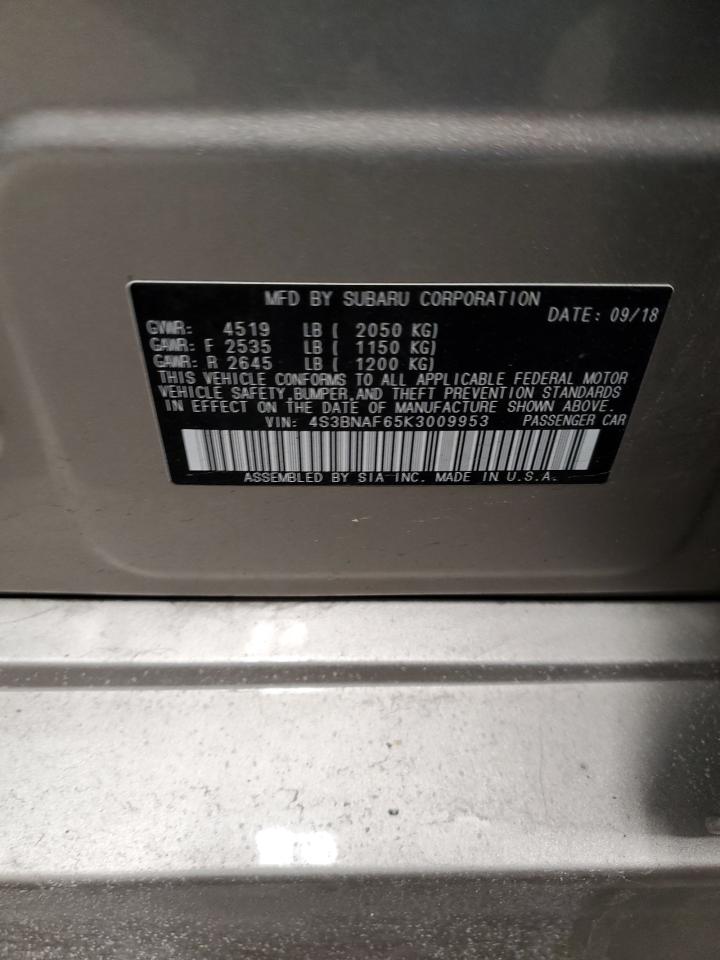 MFD BY SUBARU CORPORATION
DATE: 09/18
GVWR: 4519 LB ( 2050 KG)
GAWR: F 2535 LB ( 1150 KG)
GAWR: R 2645 LB ( 1200 KG)
THIS VEHICLE CONFORMS TO ALL APPLICABLE FEDERAL MOTOR
VEHICLE SAFETY,BUMPER,AND THEFT PREVENTION STANDARDS
IN EFFECT ON THE DATE OF MANUFACTURE SHOWN ABOVE.
VIN: 4S3BNAF65K3009953 PASSENGER CAR
ASSEMBLED BY SIA INC. MADE IN U.S.A.